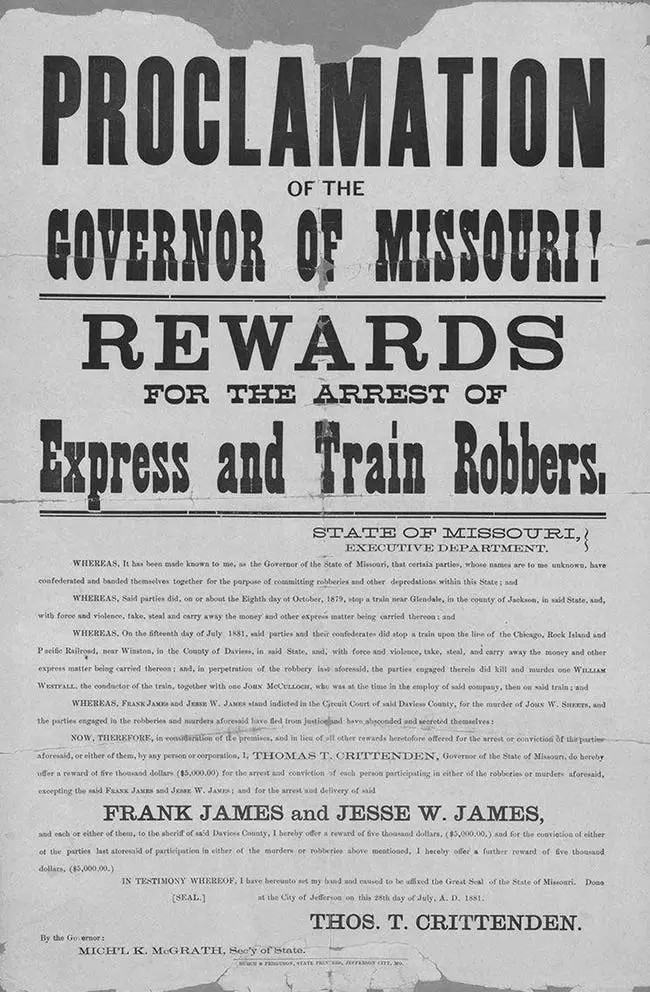 PROCLAMATION
OF THE
GOVERNOR OF MISSOURI!
REWARDS
FOR THE ARREST OF
Express and Train Robbers.
STATE OF MISSOURI,
EXECUTIVE DEPARTMENT.
WHEREAS, It has been made known to me, as the Governor of the State of Missouri, that certain parties, whose names are to me unknown, have
confederated and banded themselves together for the purpose of committing robberies and other depredations within this State; and
WHEREAS, Said parties did, on or about the Eighth day of October, 1879, stop a train near Glendale, in the county of Jackson, in said State, and,
with force and violence, take, steal and carry away the money and other express matter being carried thereon; and
WHEREAS, On the fifteenth day of July 1881, said parties and their confederates did stop a train upon the line of the Chicago, Rock Island and
Pacific Railroad, near Winston, in the County of Daviess, in said State, and, with force and violence, take, steal, and carry away the money and other
express matter being carried thereon; and, in perpetration of the robbery last aforesaid, the parties engaged therein did kill and murder one WILLIAM
WESTFALL, the conductor of the train, together with one JOHN MCCULLOCH, who was at the time in the employ of said company, then on said train; and
WHEREAS, FRANK JAMES and JESSE W. JAMES stand indicted in the Circuit Court of said Daviess County, for the murder of JOHN W. SHEETS, and
the parties engaged in the robberies and murders aforesaid have fled from justice and have absconded and secreted themselves:
NOW, THEREFORE, in consideration of the premises, and in lieu of all other rewards heretofore offered for the arrest or conviction of the parties
aforesaid, or either of them, by any person or corporation, I, THOMAS T. CRITTENDEN, Governor of the State of Missouri, do hereby
offer a reward of five thousand dollars ($5,000.00) for the arrest and conviction of each person participating in either of the robberies or murders aforesaid,
excepting the said FRANK JAMES and JESSE W. JAMES; and for the arrest and delivery of said
FRANK JAMES and JESSE W. JAMES,
and each or either of them, to the sheriff of said Daviess County, I hereby offer a reward of five thousand dollars, ($5,000.00,) and for the conviction of either
of the parties last aforesaid of participation in either of the murders or robberies above mentioned, I hereby offer a further reward of five thousand
dollars, ($5,000.00.)
IN TESTIMONY WHEREOF, I have hereunto set my hand and caused to be affixed the Great Seal of the State of Missouri. Done
[SEAL.] at the City of Jefferson on this 28th day of July, A. D. 1881.
THOS. T. CRITTENDEN.
By the Governor:
MICH'L K. McGRATH, Sec'y of State.
BURCH & FERGUSON, STATE PRINTERS, JEFFERSON CITY, MO.